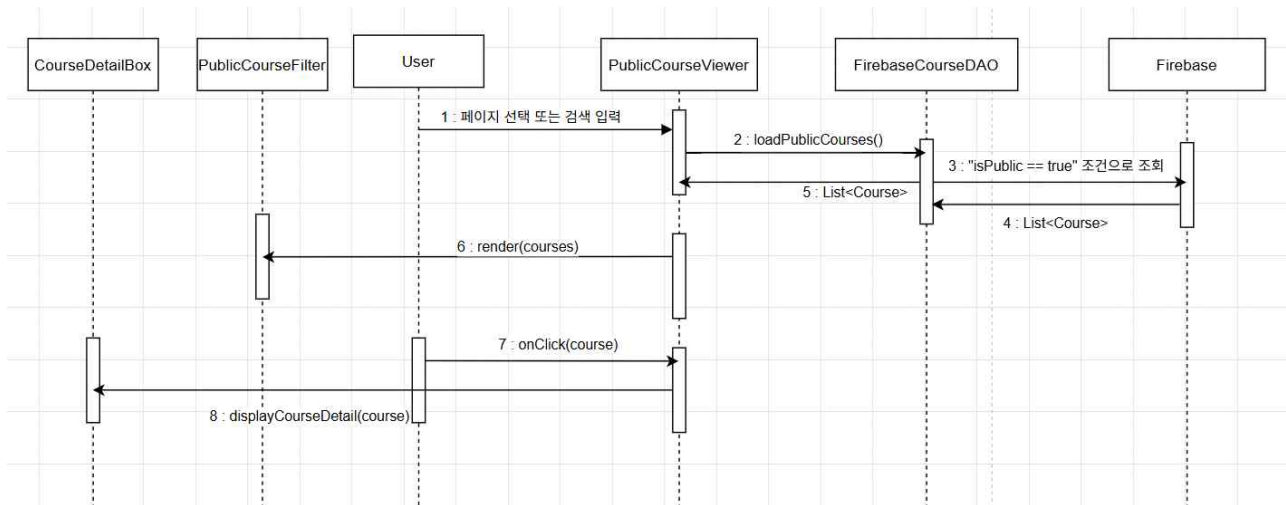 CourseDetailBox
PublicCourseFilter
User
PublicCourseViewer
FirebaseCourseDAO
Firebase
1 : 페이지 선택 또는 검색 입력
2 : loadPublicCourses()
3 : "isPublic == true" 조건으로 조회
5 : List<Course>
4 : List<Course>
6 : render(courses)
7 : onClick(course)
8 : displayCourseDetail(course)